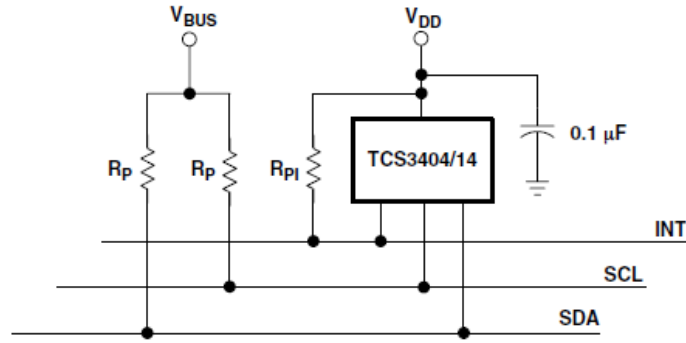 VBUS
VDD
0.1 μF
TCS3404/14
RP
RP
RPI
INT
SCL
SDA